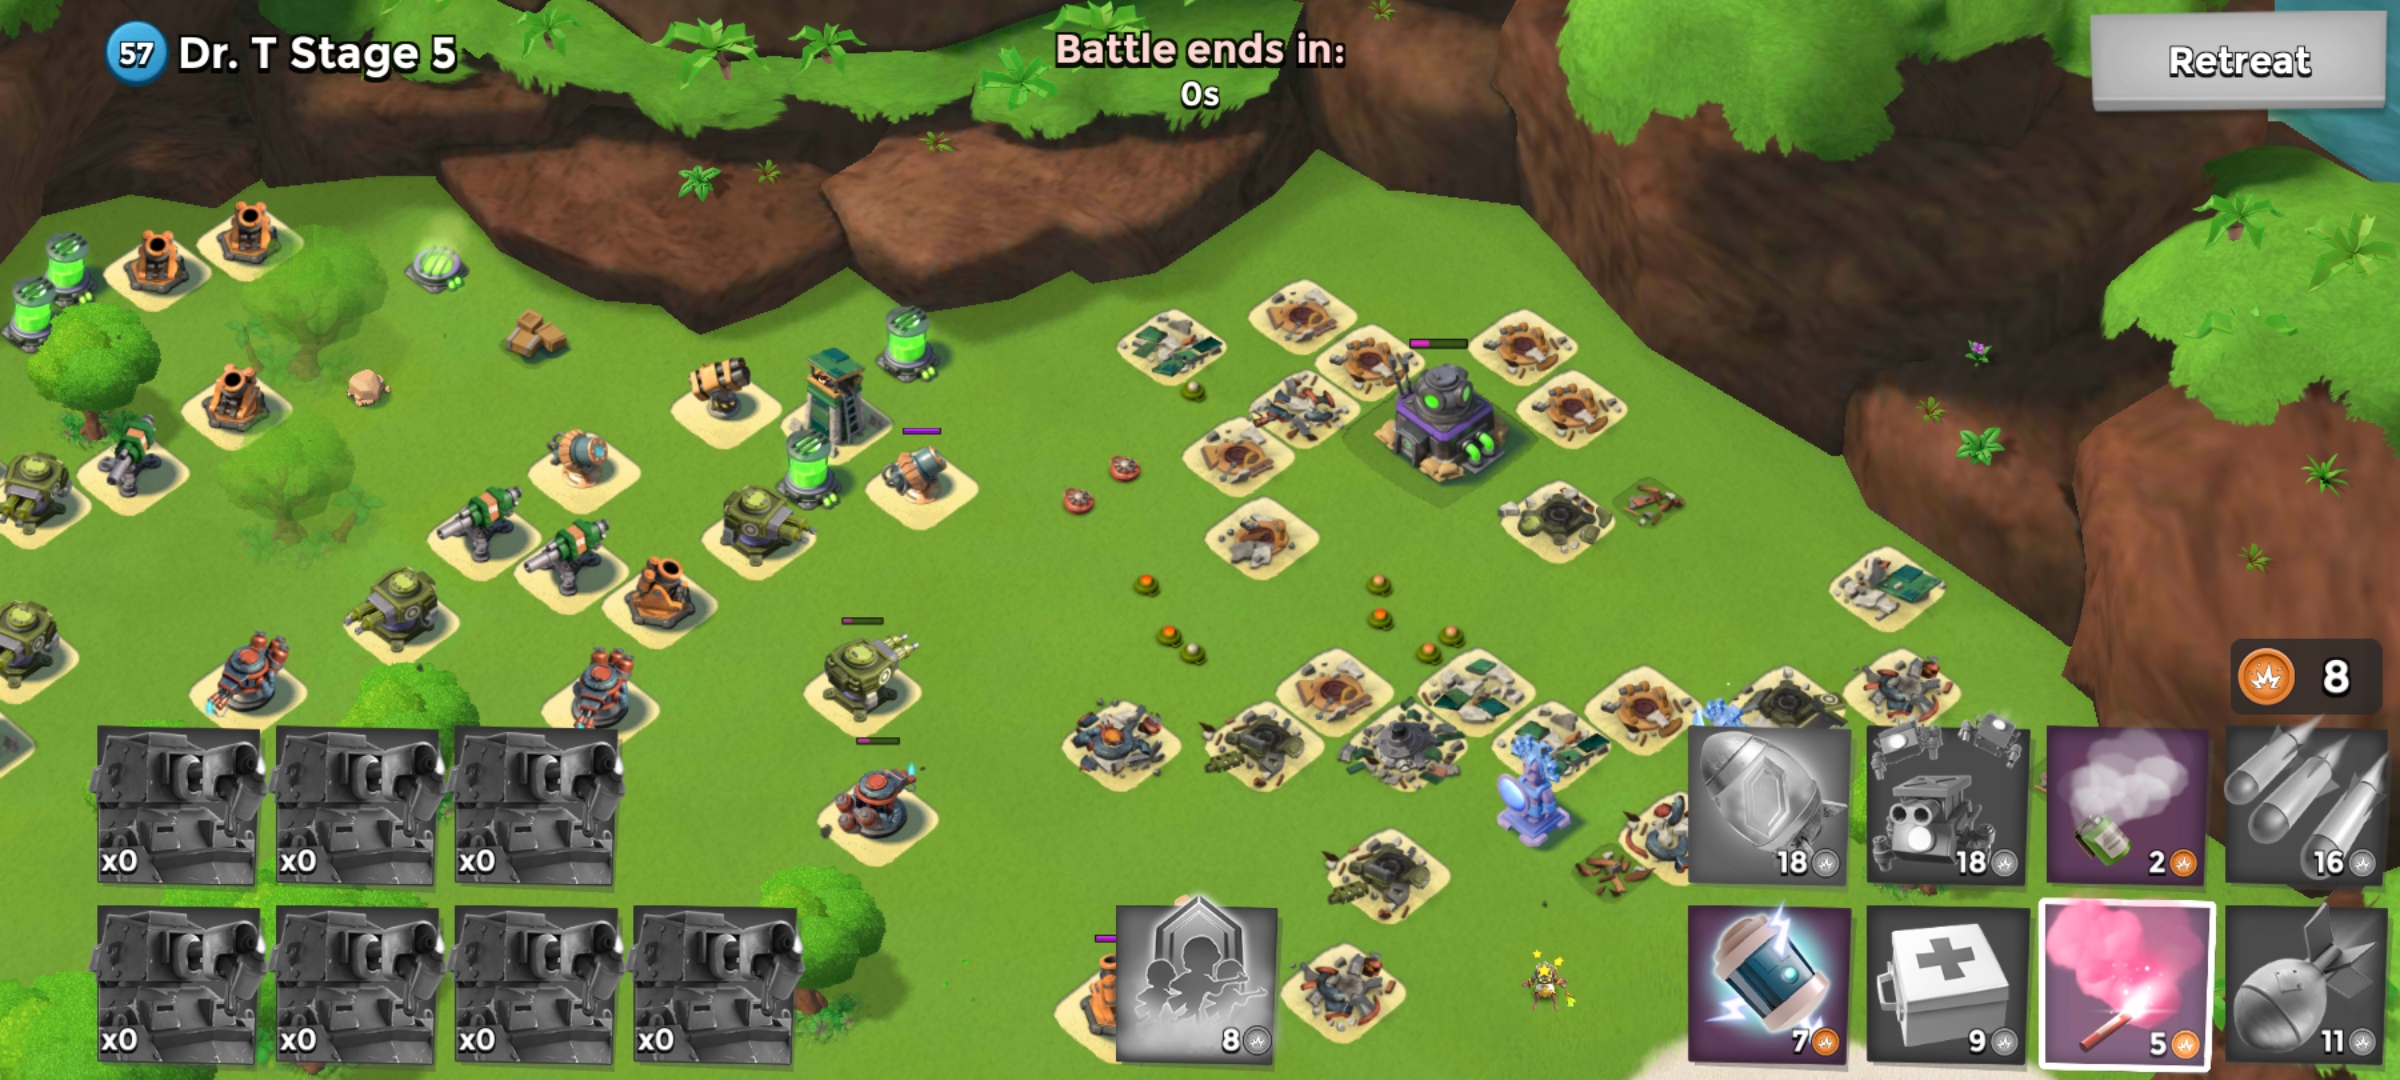 57 Dr. T Stage 5
Battle ends in:
0s
Retreat
8
x0 x0 x0
18 18 2 16
x0 x0 x0 x0
8
7 9 5 11